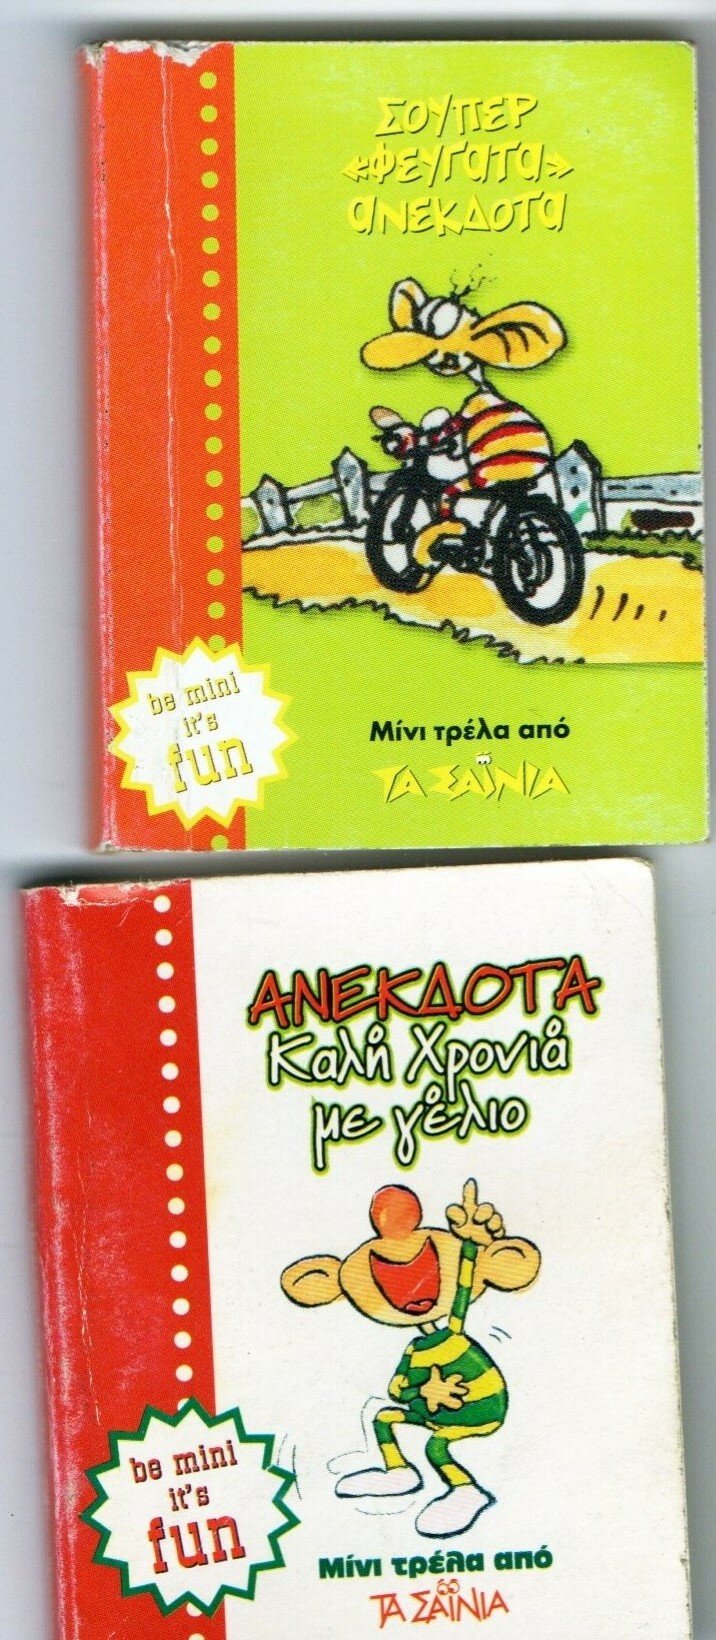 ΣΟΥΠΕΡ
«ΦΕΥΓΑΤΑ»
ΑΝΕΚΔΟΤΑ
be mini
it's
fun
Μίνι τρέλα από
ΤΑ ΣΑΪΝΙΑ
ΑΝΕΚΔΟΤΑ
Καλή Χρονιά
με γέλιο
be mini
it's
fun
Μίνι τρέλα από
ΤΑ ΣΑΪΝΙΑ